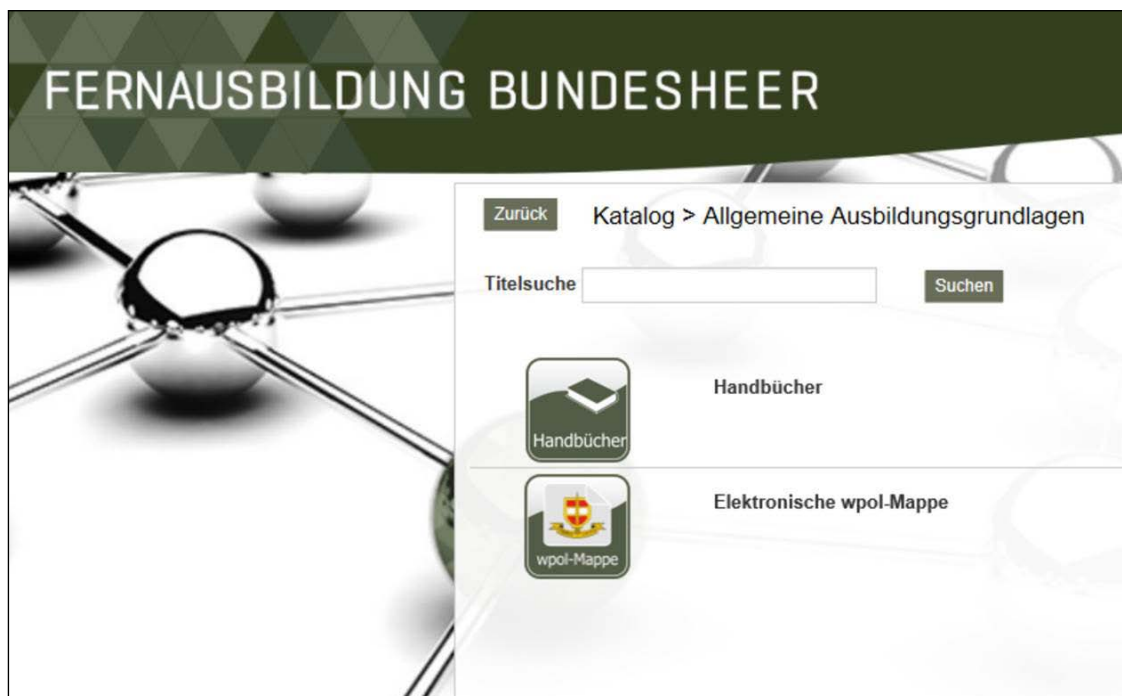 FERNAUSBILDUNG BUNDESHEER
Zurück Katalog > Allgemeine Ausbildungsgrundlagen
Titelsuche Suchen
Handbücher
Handbücher
Elektronische wpol-Mappe
wpol-Mappe